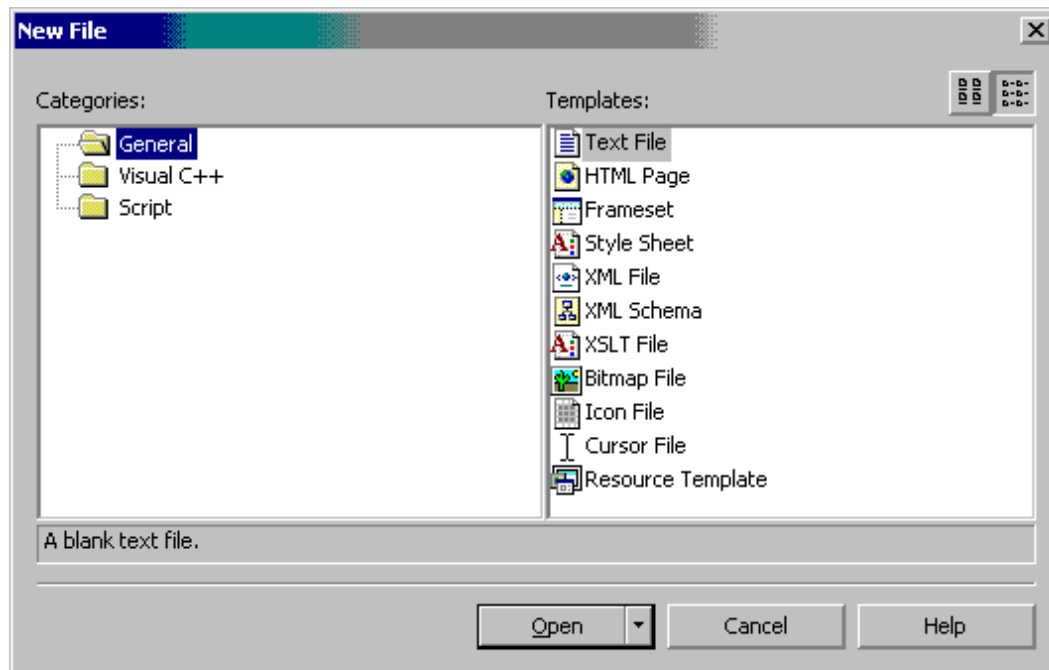 New File
Categories:
Templates:
General
Visual C++
Script
Text File
HTML Page
Frameset
Style Sheet
XML File
XML Schema
XSLT File
Bitmap File
Icon File
Cursor File
Resource Template
A blank text file.
Open
Cancel
Help